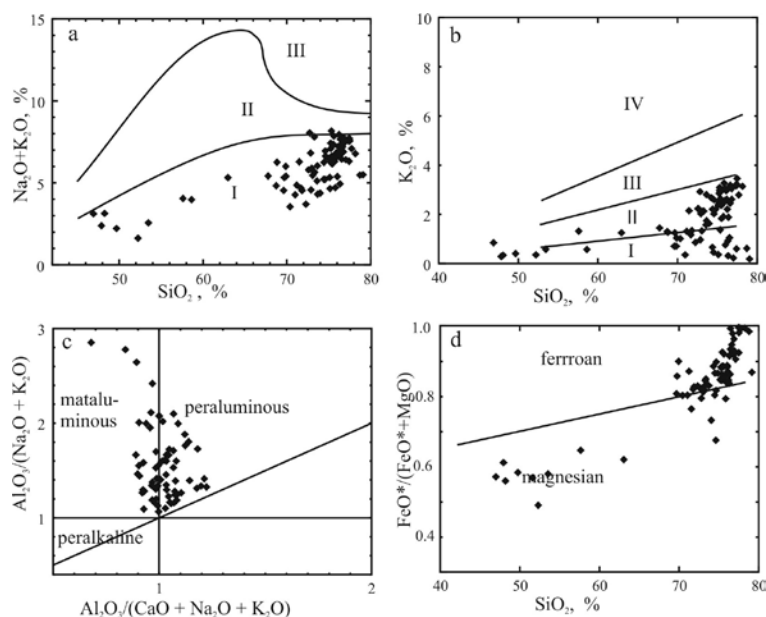 a
III
II
I
Na₂O+K₂O, %
15
10
5
0
40 50 60 70 80
SiO₂, %
b
IV
III
II
I
K₂O, %
10
8
6
4
2
0
40 50 60 70 80
SiO₂, %
c
matalu-
minous
peraluminous
peralkaline
Al₂O₃/(Na₂O + K₂O)
3
2
1
1 2
Al₂O₃/(CaO + Na₂O + K₂O)
d
ferrroan
magnesian
FeO*/(FeO*+MgO)
1.0
0.8
0.6
0.4
40 50 60 70 80
SiO₂, %